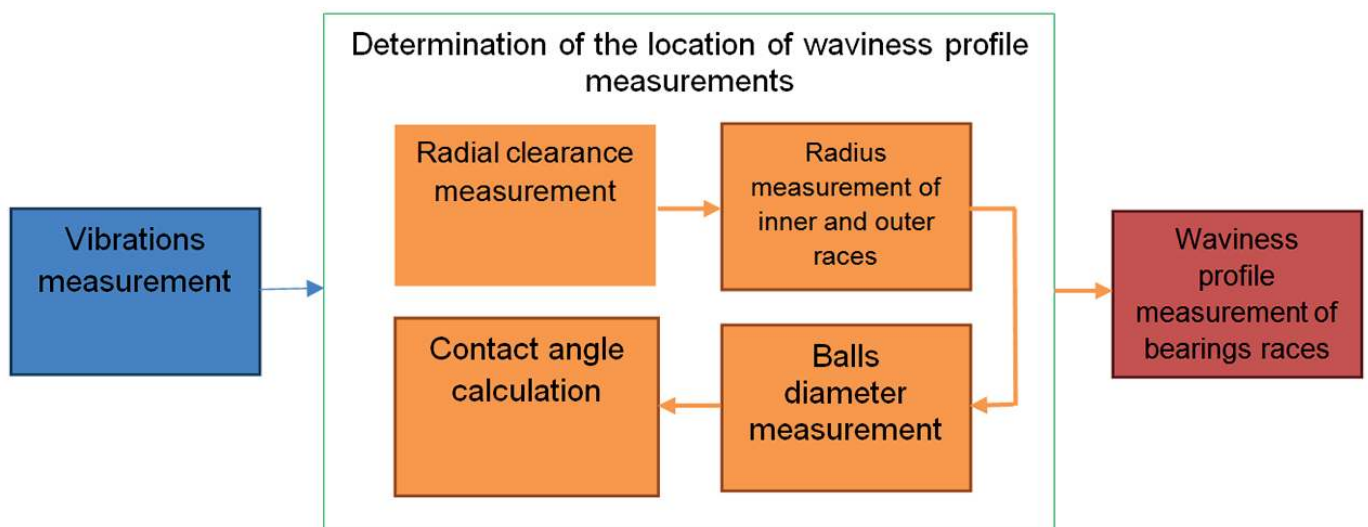 Determination of the location of waviness profile
measurements
Vibrations
measurement
Radial clearance
measurement
Radius
measurement of
inner and outer
races
Contact angle
calculation
Balls
diameter
measurement
Waviness
profile
measurement of
bearings races